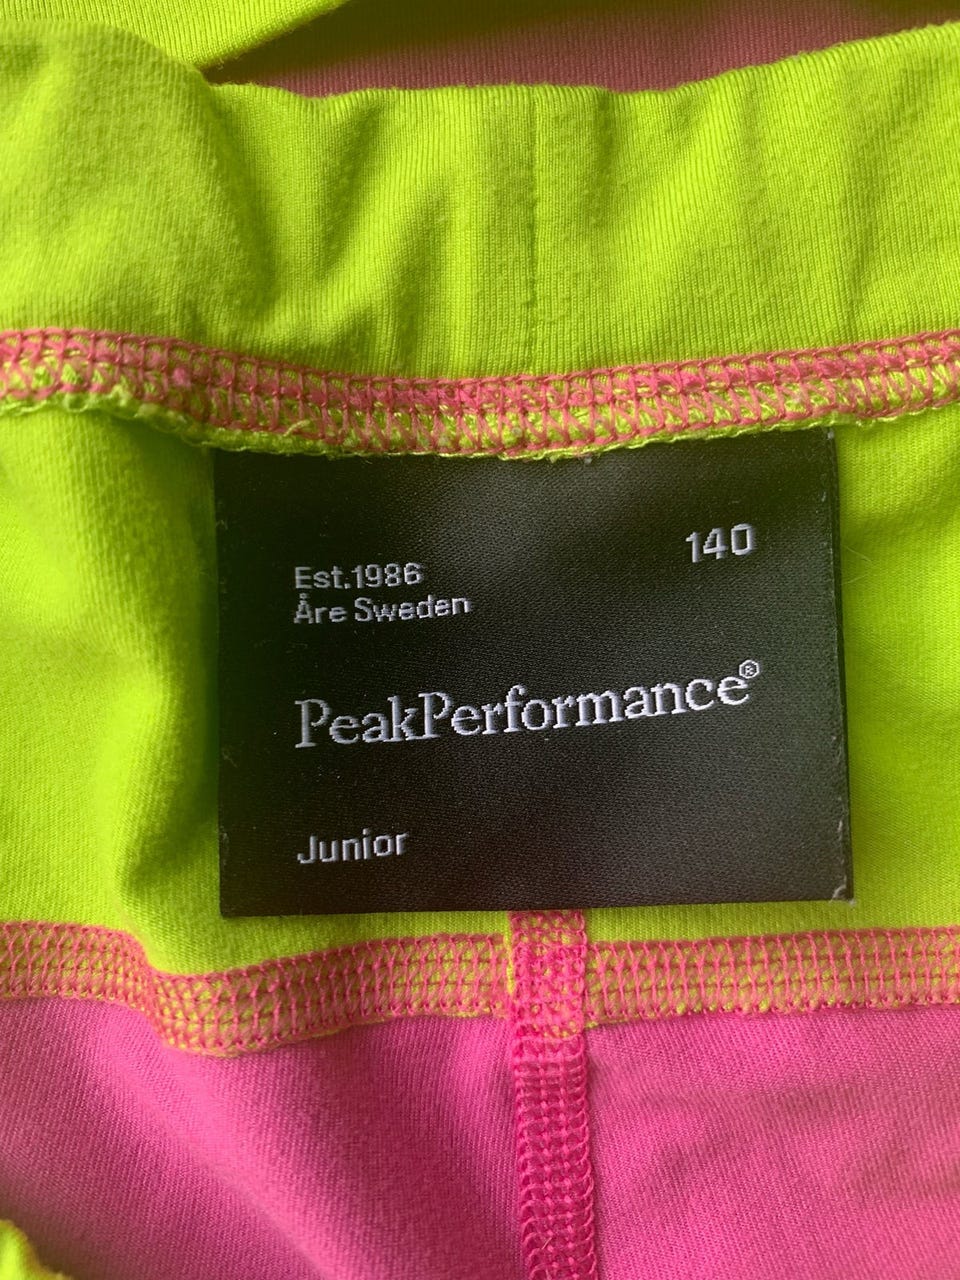 140
Est.1986
Åre Sweden
PeakPerformance®
Junior